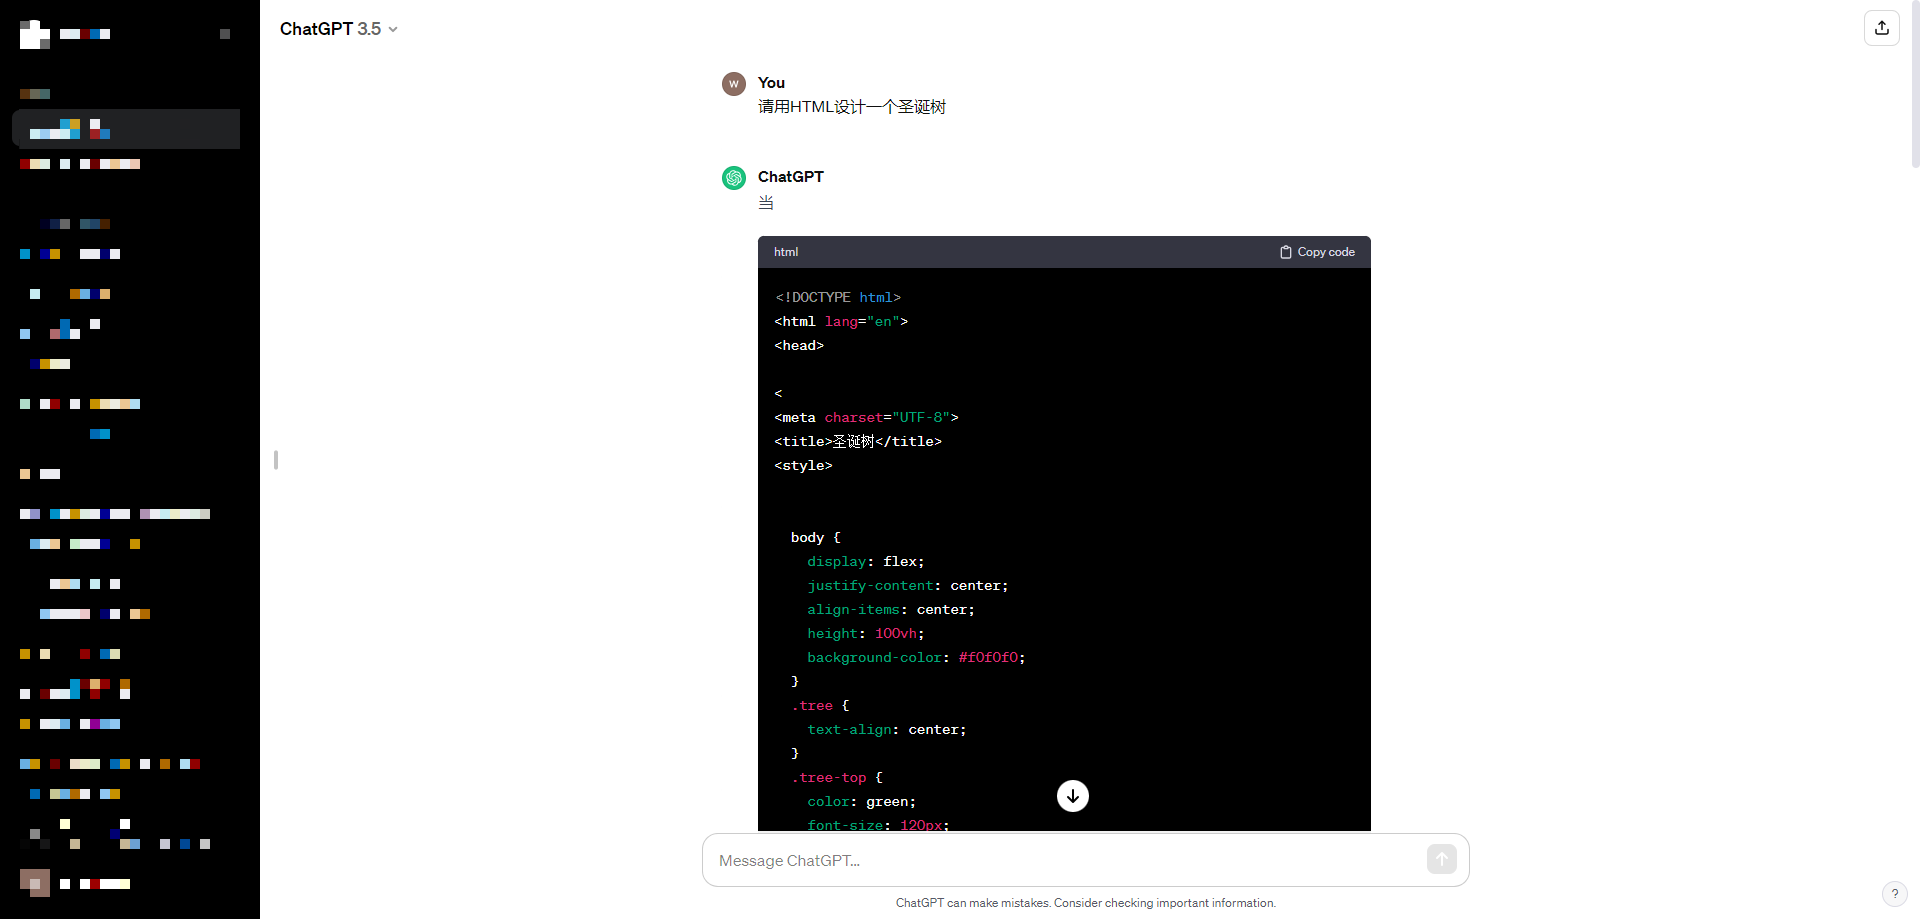 ChatGPT 3.5
W
You
请用HTML设计一个圣诞树
ChatGPT
当
html
Copy code
<!DOCTYPE html>
<html lang="en">
<head>
<
<meta charset="UTF-8">
<title>圣诞树</title>
<style>
body {
display: flex;
justify-content: center;
align-items: center;
height: 100vh;
background-color: #f0f0f0;
}
.tree {
text-align: center;
}
.tree-top {
color: green;
font-size: 120px;
Message ChatGPT...
ChatGPT can make mistakes. Consider checking important information.
?